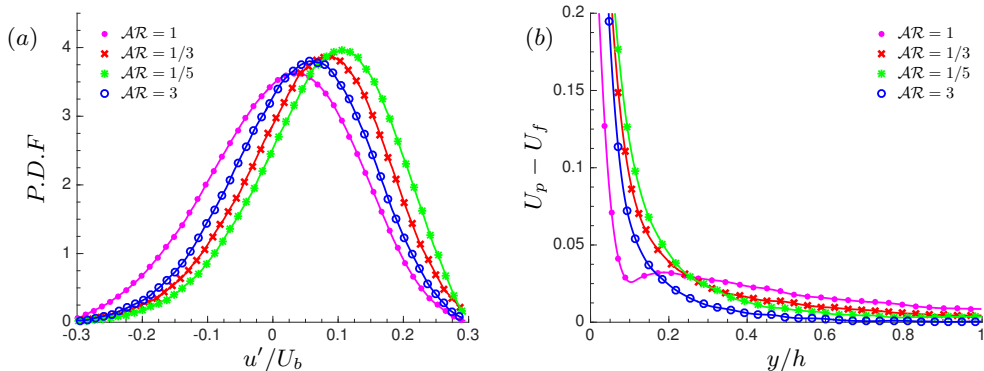 (a)
AR = 1
AR = 1/3
AR = 1/5
AR = 3
P.D.F
5
4
3
2
1
0
-0.3 -0.2 -0.1 0 0.1 0.2 0.3
u′/U_b
(b)
AR = 1
AR = 1/3
AR = 1/5
AR = 3
U_p − U_f
0.2
0.15
0.1
0.05
0
0 0.2 0.4 0.6 0.8 1
y/h